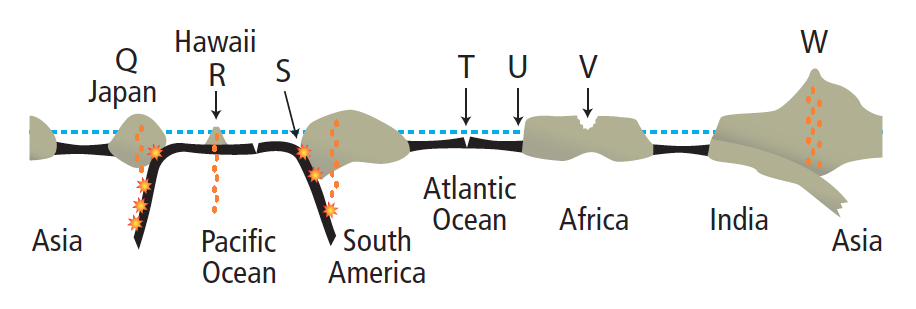 Q
Japan
Hawaii
R
S
T
U
V
W
Asia
Pacific
Ocean
South
America
Atlantic
Ocean
Africa
India
Asia